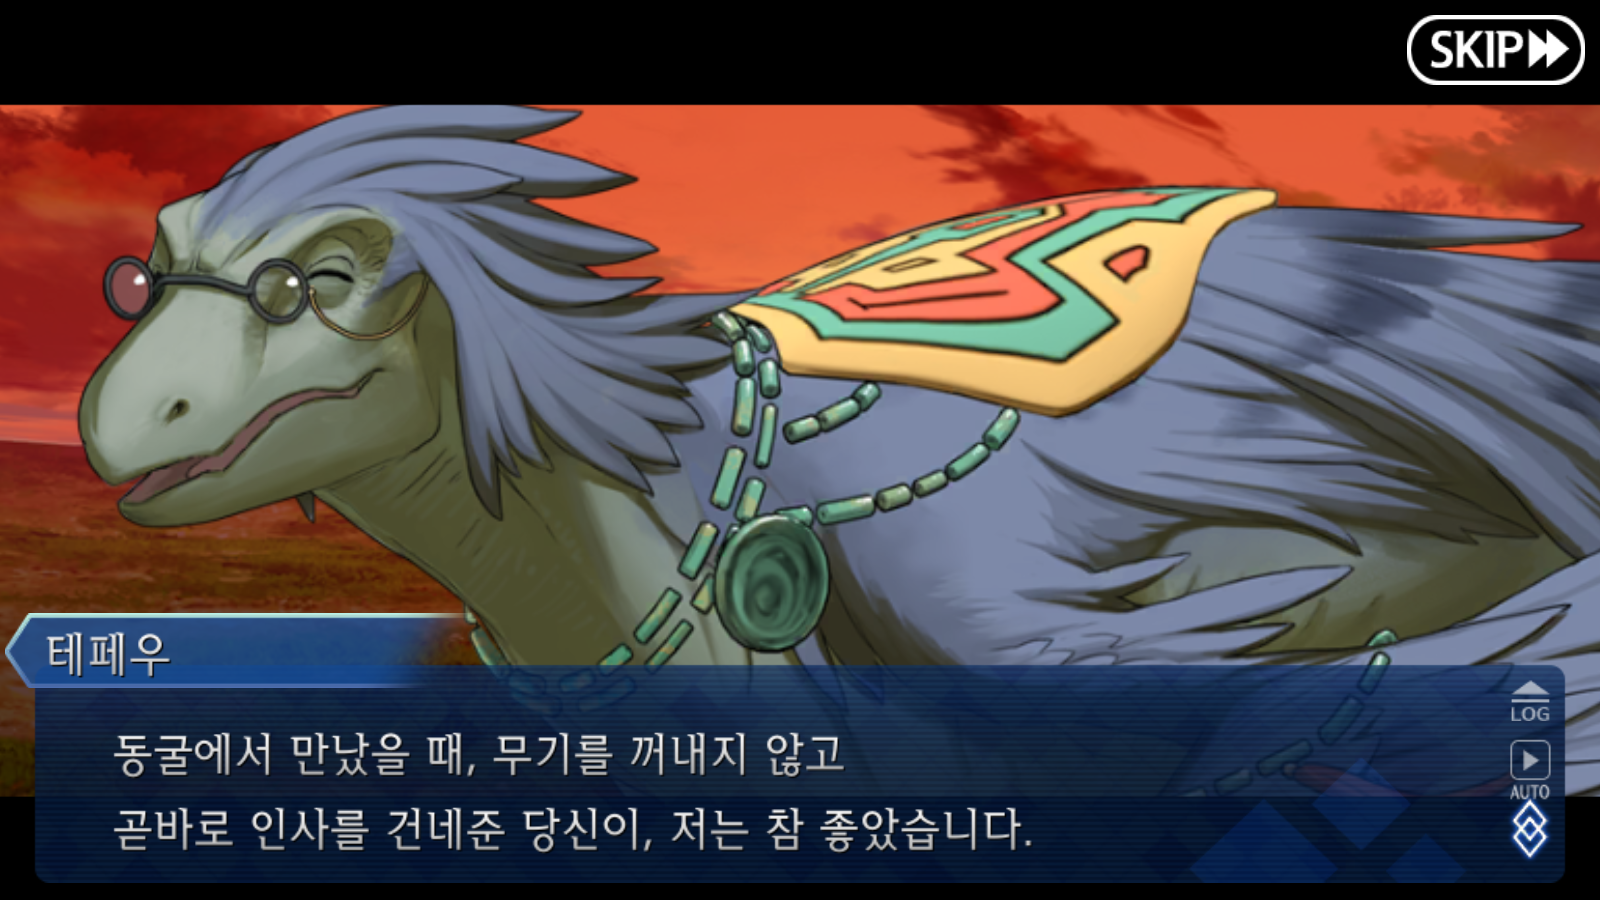 SKIP
테페우
동굴에서 만났을 때, 무기를 꺼내지 않고
곧바로 인사를 건네준 당신이, 저는 참 좋았습니다.
LOG
AUTO